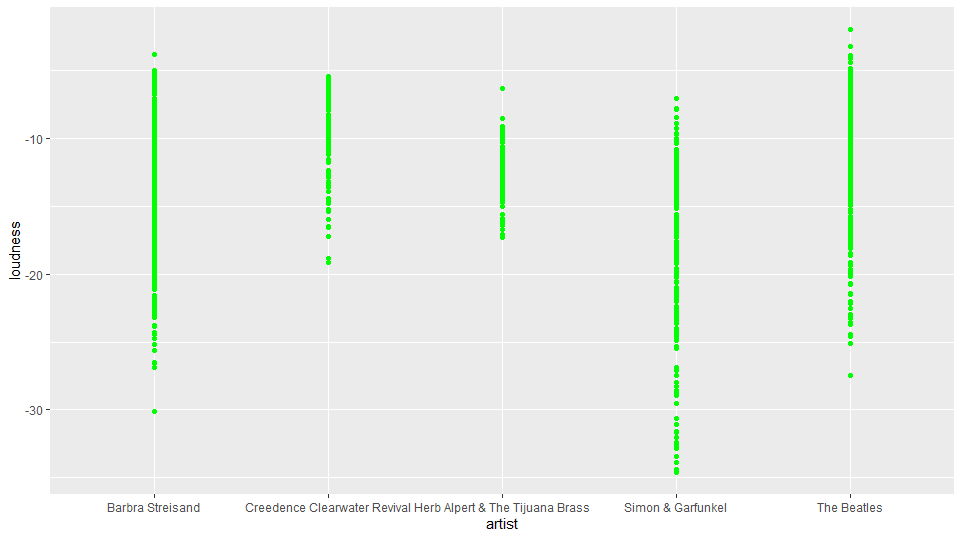 loudness
-10
-20
-30
Barbra Streisand
Creedence Clearwater Revival
Herb Alpert & The Tijuana Brass
Simon & Garfunkel
The Beatles
artist